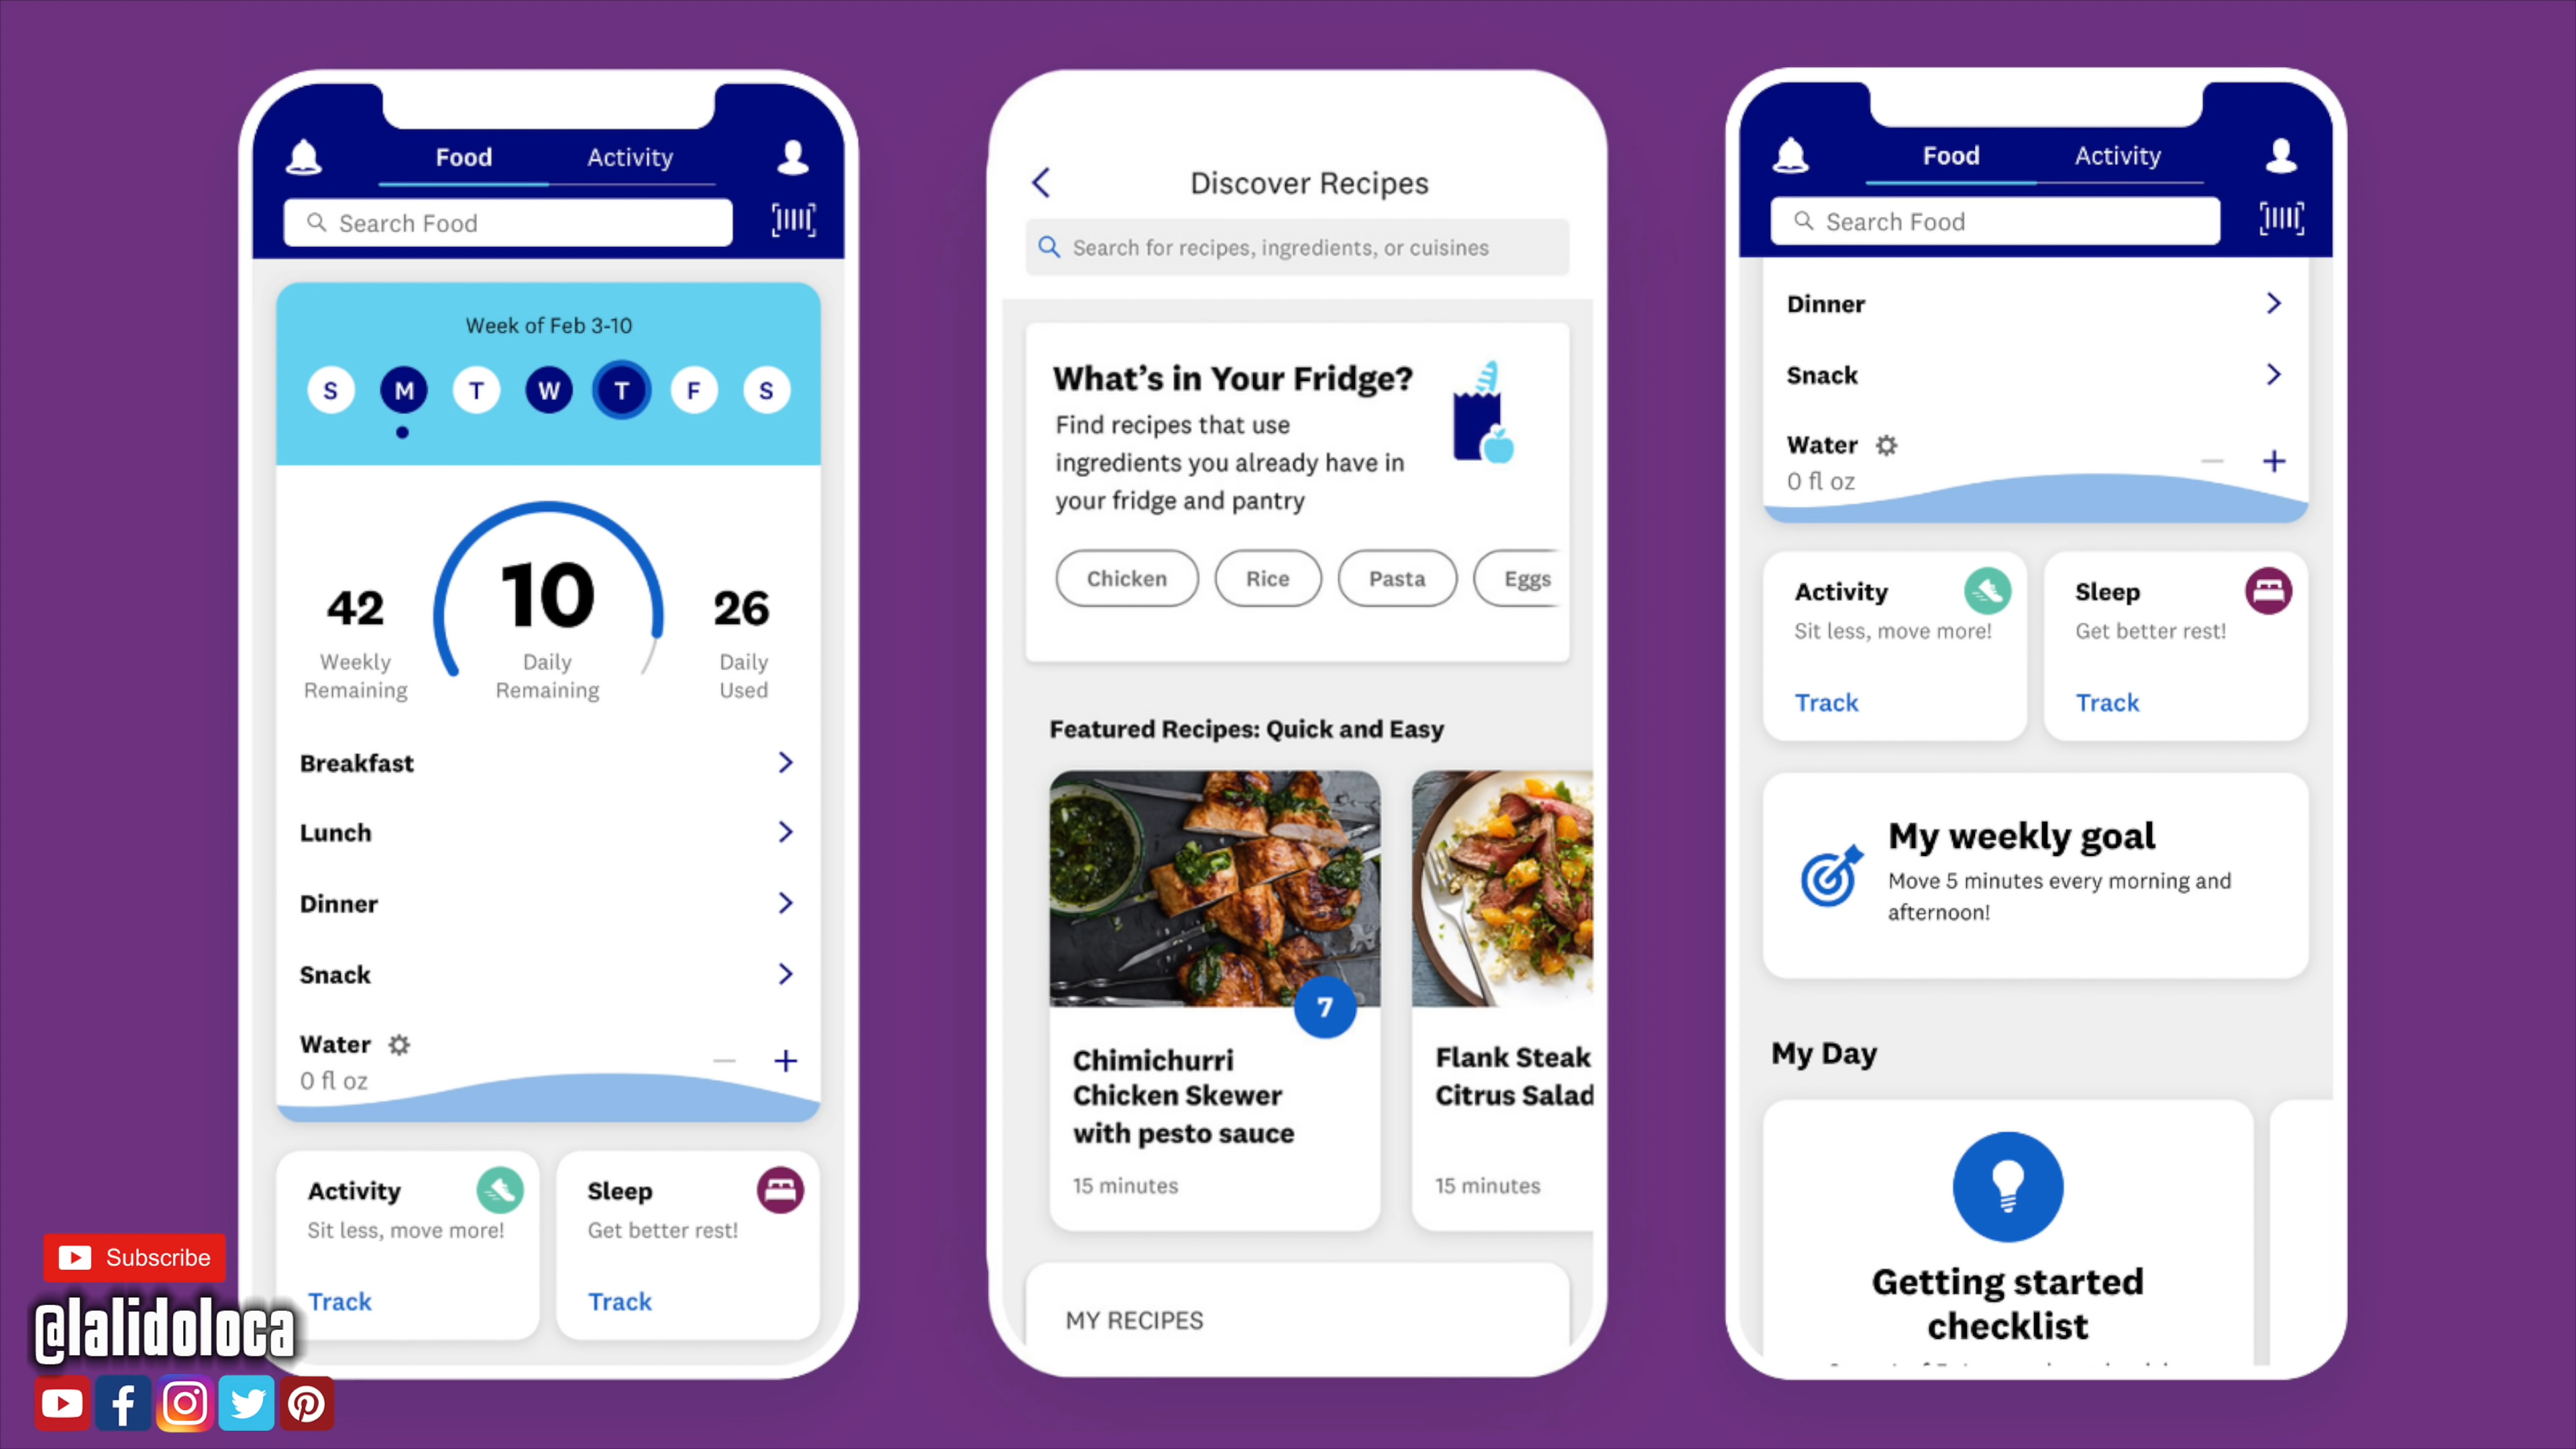 Food Activity
Search Food
Week of Feb 3-10
S M T W T F S
42
10
26
Weekly
Remaining
Daily
Remaining
Daily
Used
Breakfast
Lunch
Dinner
Snack
Water
0 fl oz
Activity
Sit less, move more!
Track
Sleep
Get better rest!
Track
Discover Recipes
Search for recipes, ingredients, or cuisines
What's in Your Fridge?
Find recipes that use
ingredients you already have in
your fridge and pantry
Chicken Rice Pasta Eggs
Featured Recipes: Quick and Easy
7
Chimichurri
Chicken Skewer
with pesto sauce
15 minutes
Flank Steak
Citrus Salad
15 minutes
MY RECIPES
Food Activity
Search Food
Dinner
Snack
Water
0 fl oz
Activity
Sit less, move more!
Track
Sleep
Get better rest!
Track
My weekly goal
Move 5 minutes every morning and
afternoon!
My Day
Getting started
checklist
Subscribe
@lalidoloca